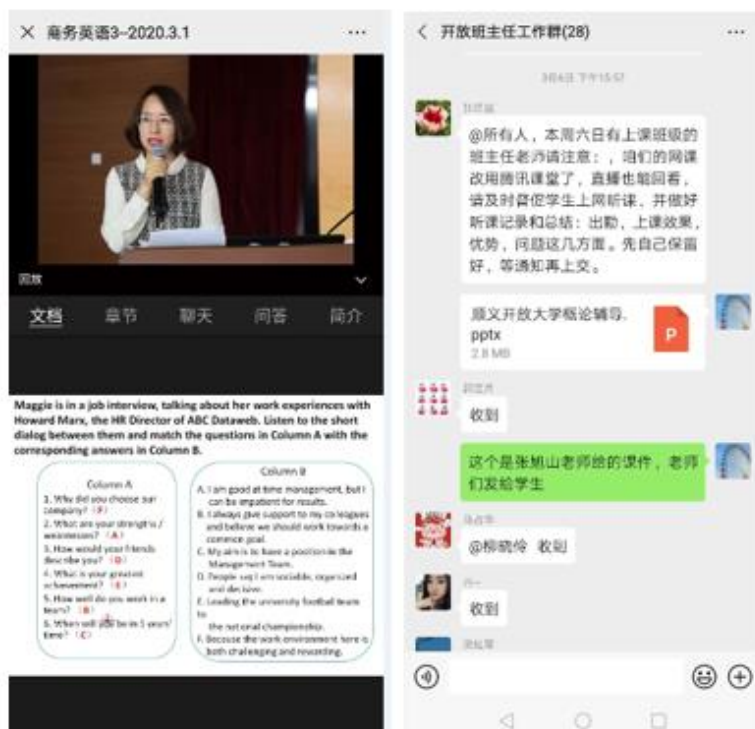 商务英语3--2020.3.1
回放
文档 章节 聊天 问答 简介
Maggie is in a job interview, talking about her work experiences with
Howard Marx, the HR Director of ABC Dataweb. Listen to the short
dialog between them and match the questions in Column A with the
corresponding answers in Column B.
Column A
1. Why did you choose our
company? (F)
2. What are your strengths /
weaknesses? (A)
3. How would your friends
describe you? (D)
4. What is your greatest
achievement? (E)
5. How well do you work in a
team? (B)
6. When will you be in 5 years'
time? (C)
Column B
A. I am good at time management, but I
can be impatient for results.
B. I always give support to my colleagues
and believe we should work towards a
common goal.
C. My aim is to have a position in the
Management Team.
D. People say I am sociable, organized
and decisive.
E. Leading the university football team
to
the national championship.
F. Because the work environment here is
both challenging and rewarding.
开放班主任工作群(28)
@所有人，本周六日有上课班级的
班主任老师请注意：，咱们的网课
改用腾讯课堂了，直播也能回看，
请及时督促学生上网听课、并做好
听课记录和总结：出勤，上课效果，
优势，问题这几方面。先自己保留
好，等通知再上交。
顺义开放大学概论辅导.
pptx
2.8 MB
P
收到
这个是张旭山老师给的课件，老师
们发给学生
@柳晓伶 收到
收到